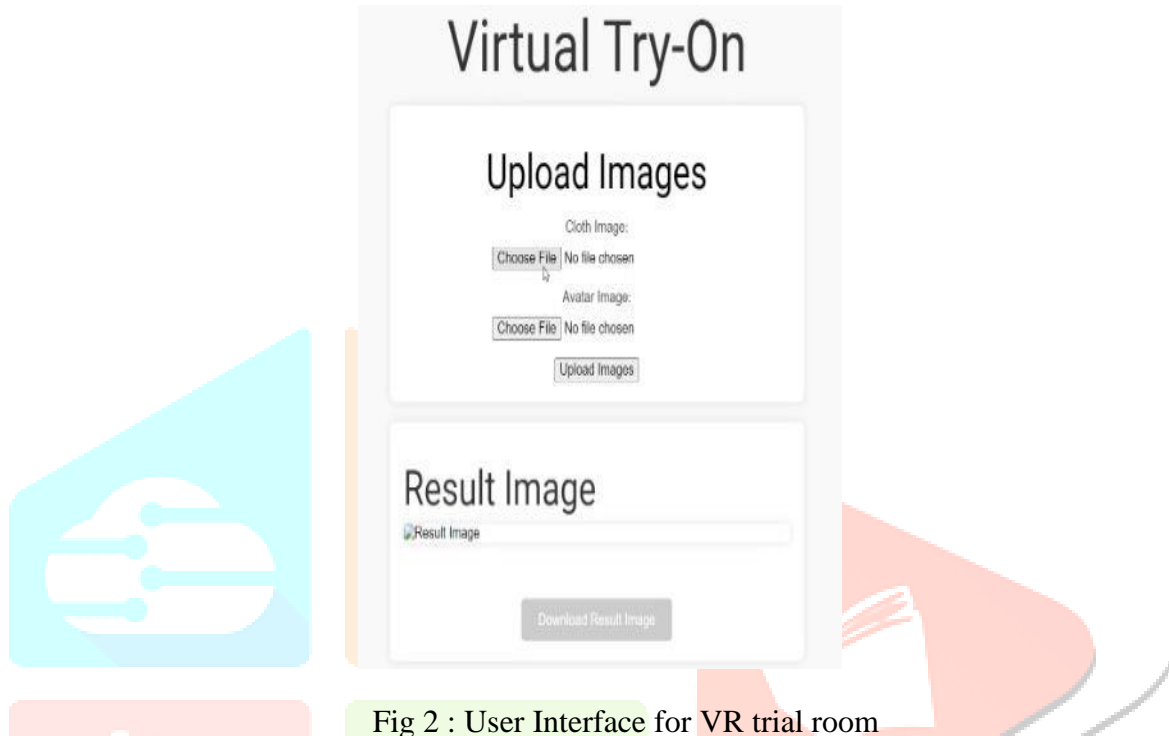 Virtual Try-On
Upload Images
Cloth Image:
Choose File No file chosen
Avatar Image:
Choose File No file chosen
Upload Images
Result Image
Result Image
Download Result Image
Fig 2 : User Interface for VR trial room